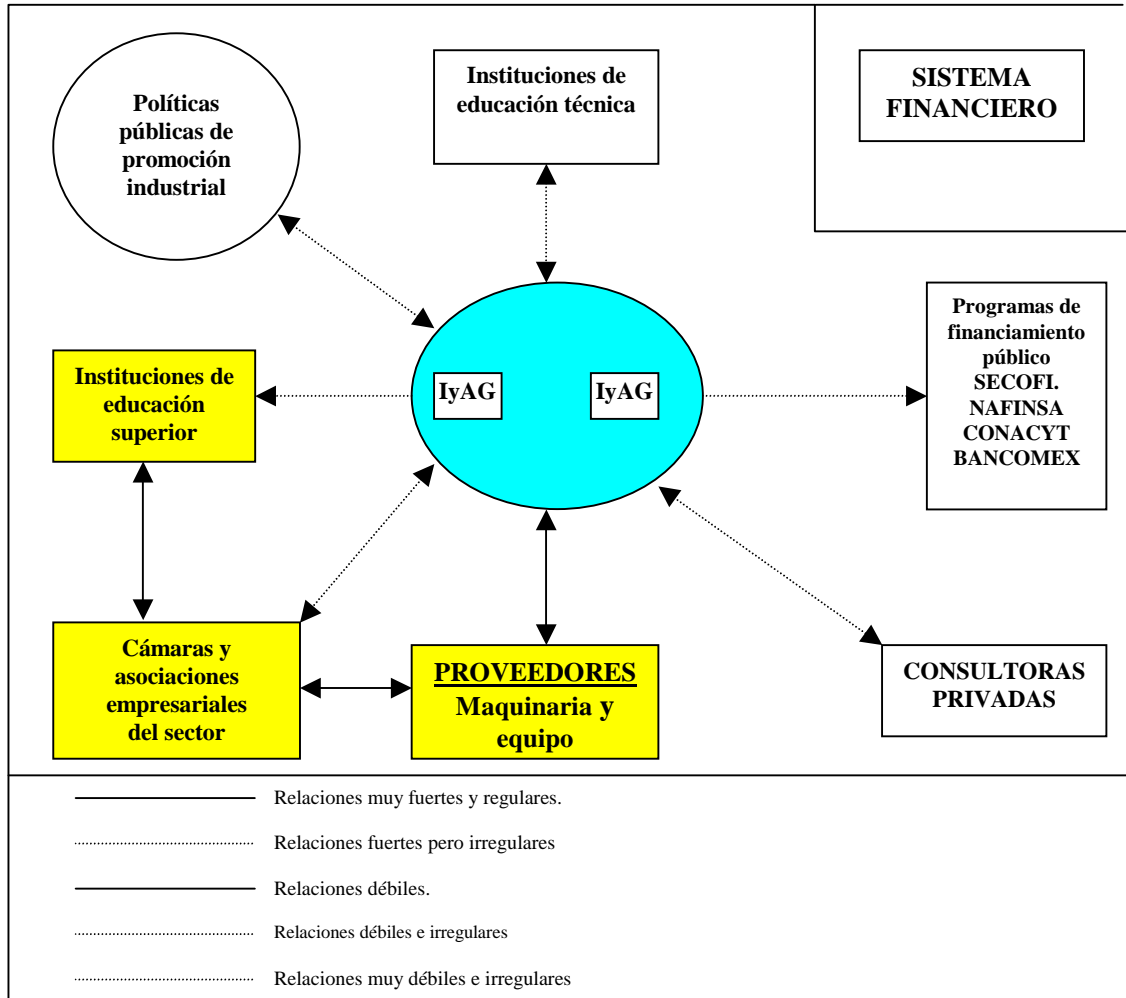 Políticas
públicas de
promoción
industrial
Instituciones de
educación técnica
SISTEMA
FINANCIERO
Programas de
financiamiento
público
SECOFI.
NAFINSA
CONACYT
BANCOMEX
IyAG
IyAG
Instituciones de
educación
superior
Cámaras y
asociaciones
empresariales
del sector
PROVEEDORES
Maquinaria y
equipo
CONSULTORAS
PRIVADAS
Relaciones muy fuertes y regulares.
Relaciones fuertes pero irregulares
Relaciones débiles.
Relaciones débiles e irregulares
Relaciones muy débiles e irregulares